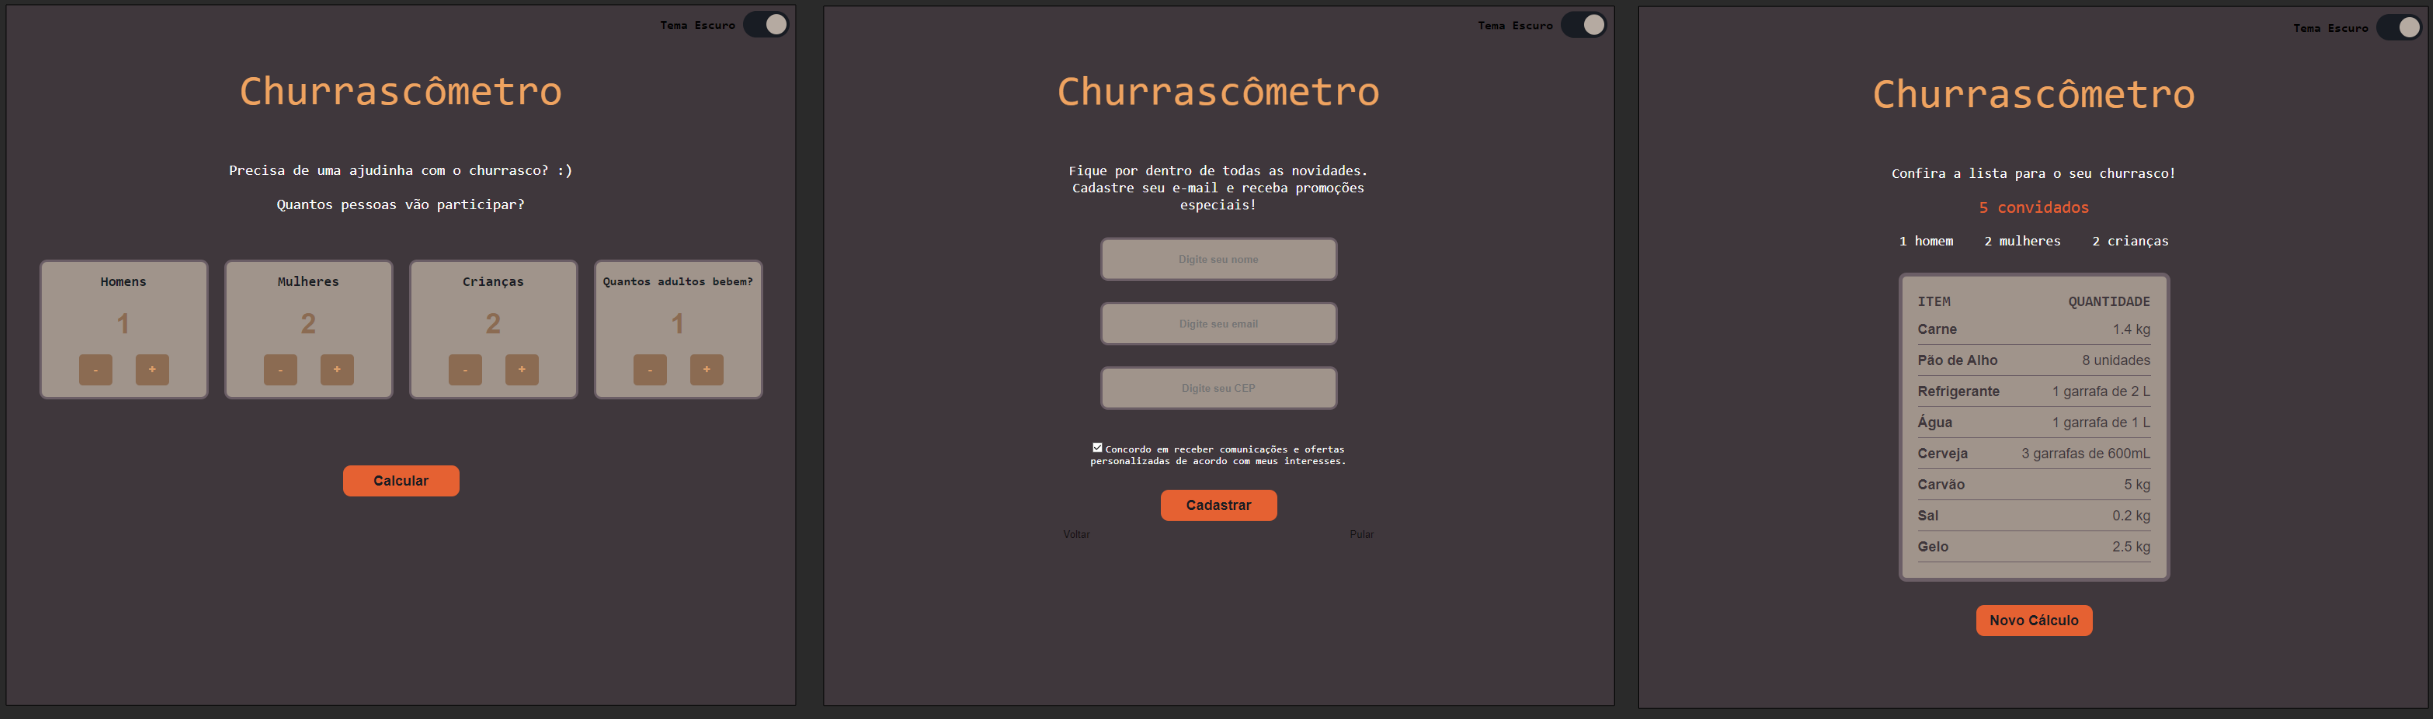 Tema Escuro
Churrascômetro
Precisa de uma ajudinha com o churrasco? :)
Quantos pessoas vão participar?
Homens
1
- +
Mulheres
2
- +
Crianças
2
- +
Quantos adultos bebem?
1
- +
Calcular
Tema Escuro
Churrascômetro
Fique por dentro de todas as novidades.
Cadastre seu e-mail e receba promoções
especiais!
Digite seu nome
Digite seu email
Digite seu CEP
Concordo em receber comunicações e ofertas
personalizadas de acordo com meus interesses.
Cadastrar
Voltar Pular
Tema Escuro
Churrascômetro
Confira a lista para o seu churrasco!
5 convidados
1 homem 2 mulheres 2 crianças
ITEM QUANTIDADE
Carne 1.4 kg
Pão de Alho 8 unidades
Refrigerante 1 garrafa de 2 L
Água 1 garrafa de 1 L
Cerveja 3 garrafas de 600mL
Carvão 5 kg
Sal 0.2 kg
Gelo 2.5 kg
Novo Cálculo